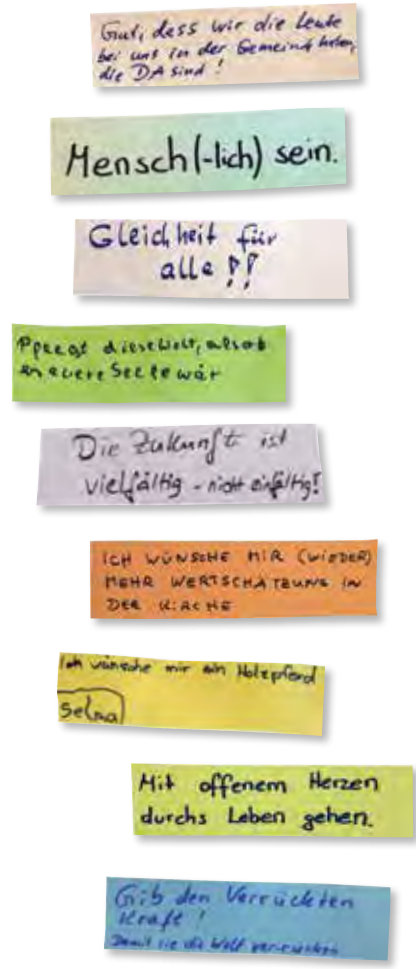 Gut, dass wir die Leute
bei uns in der Gemeinde haben,
die DA sind!
Mensch(-lich) sein.
Gleichheit für
alle !!
Pflegt diese Welt, als ob
es euere Seele wär
Die Zukunft ist
vielfältig - nicht einfältig!
ICH WÜNSCHE MIR (WIEDER)
MEHR WERTSCHÄTZUNG IN
DER KIRCHE
Ich wünsche mir ein Holzpferd
Selma
Mit offenem Herzen
durchs Leben gehen.
Gib den Verrückten
Kraft!
Damit sie die Welt verrücken